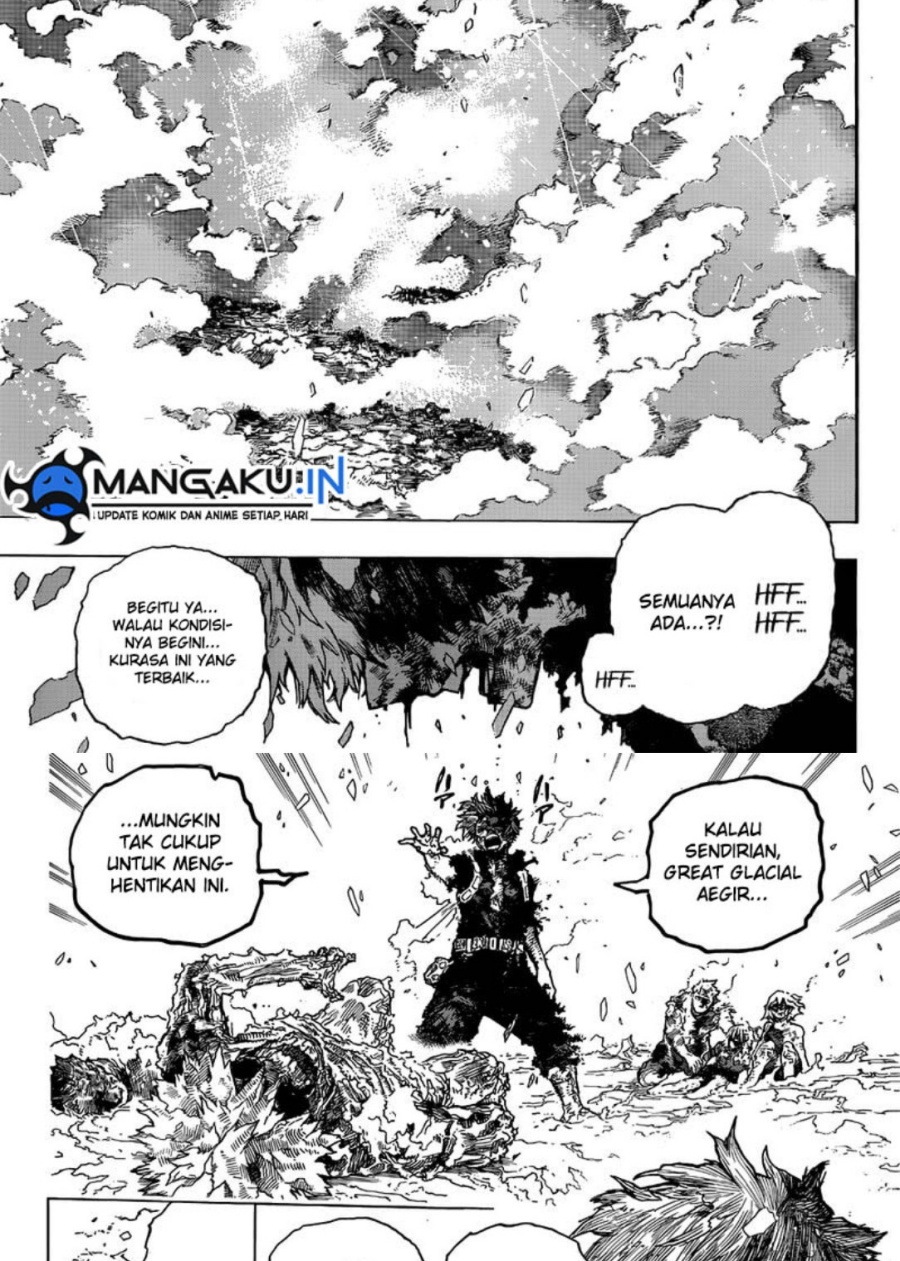 MANGAKU.IN
UPDATE KOMIK DAN ANIME SETIAP HARI
SEMUANYA
ADA...?!
HFF...
HFF...
HFF...
BEGITU YA...
WALAU KONDISI-
NYA BEGINI...
KURASA INI YANG
TERBAIK...
KALAU
SENDIRIAN,
GREAT GLACIAL
AEGIR...
...MUNGKIN
TAK CUKUP
UNTUK MENG-
HENTIKAN INI.